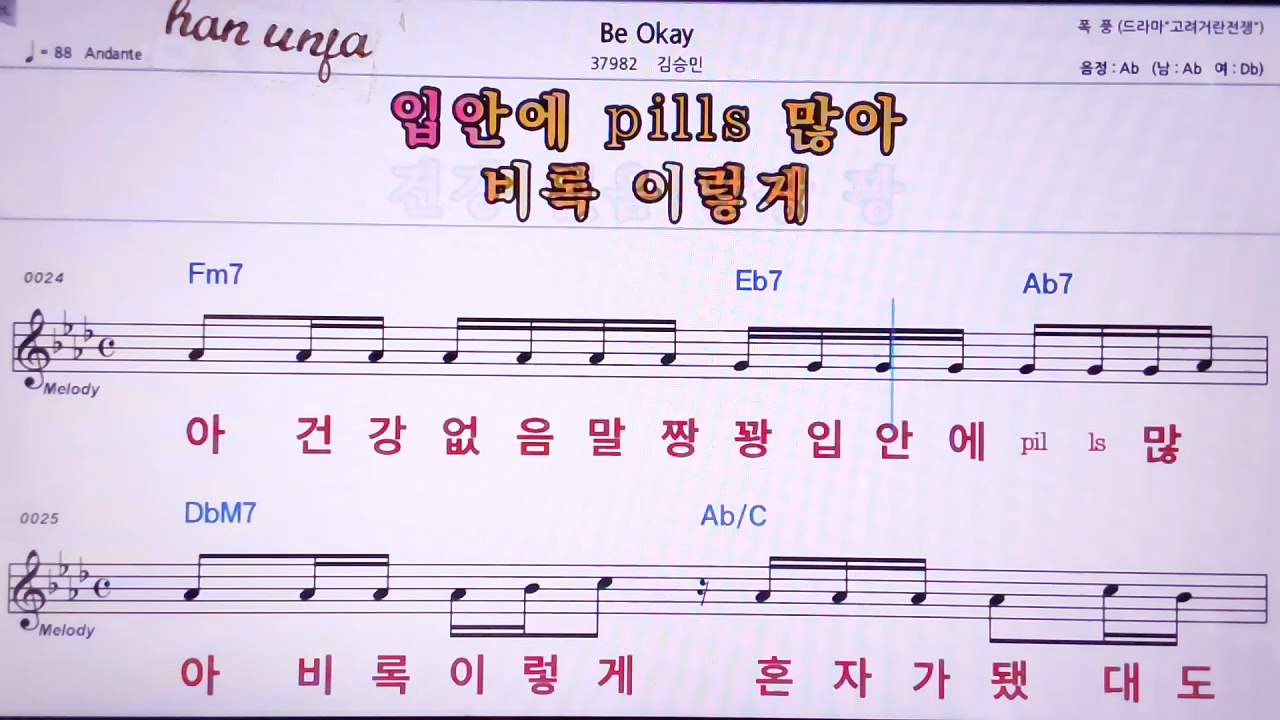 han unja
Be Okay
폭 풍 (드라마"고려거란전쟁")
♩= 88 Andante
37982 김승민
음정 : Ab (남 : Ab 여 : Db)
입안에 pills 많아
비록 이렇게
0024
Fm7 Eb7 Ab7
Melody
아 건 강 없 음 말 짱 꽝 입 안 에 pil ls 많
0025
DbM7 Ab/C
Melody
아 비 록 이 렇 게 혼 자 가 됐 대 도